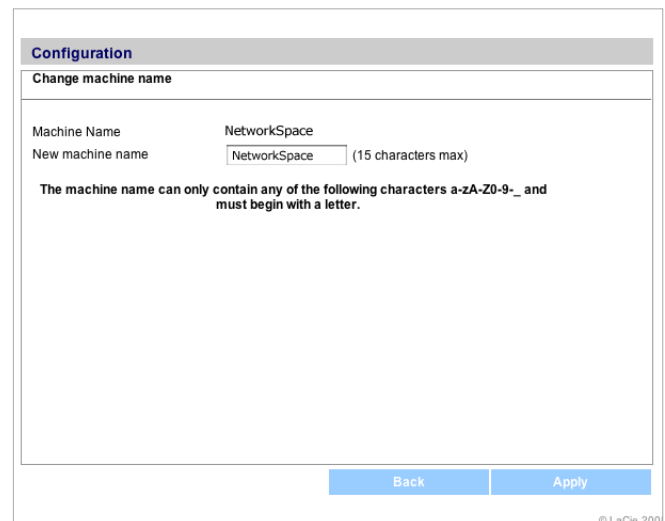 Configuration
Change machine name
Machine Name NetworkSpace
New machine name NetworkSpace (15 characters max)
The machine name can only contain any of the following characters a-zA-Z0-9-_ and
must begin with a letter.
Back Apply
© LaCie